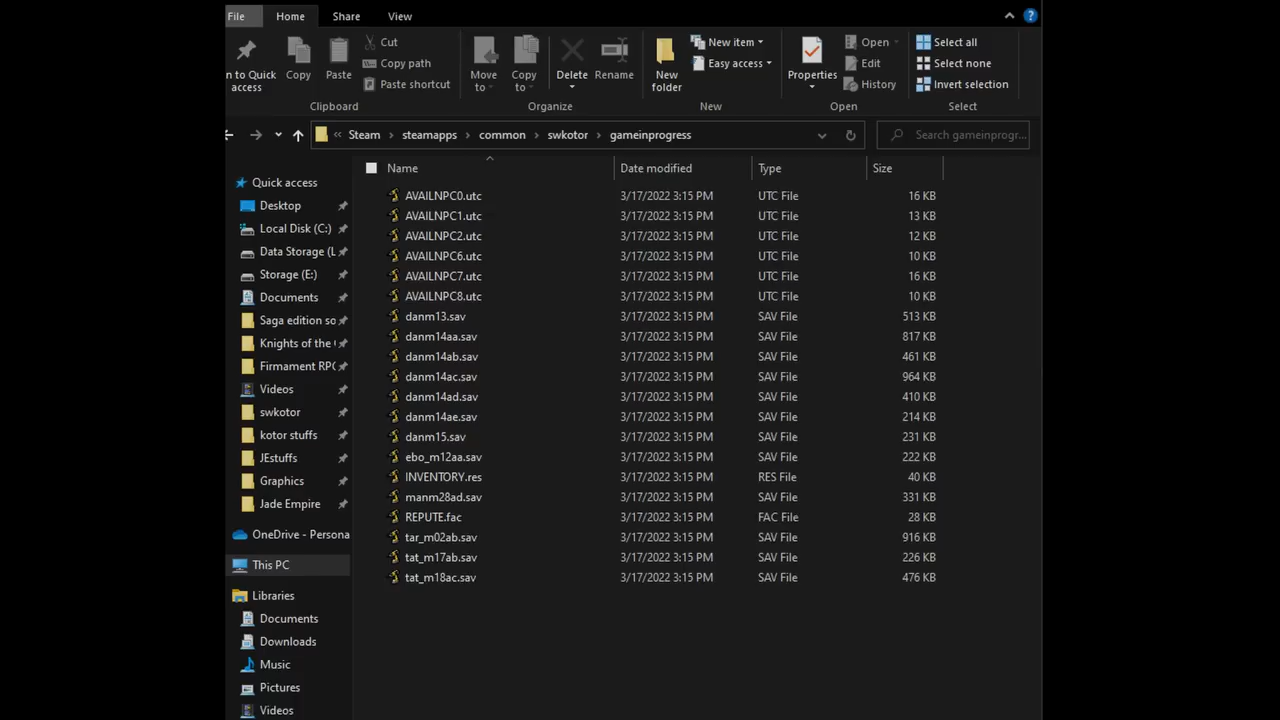 File Home Share View
n to Quick access
Copy
Paste
Cut
Copy path
Paste shortcut
Clipboard
Move to
Copy to
Delete
Rename
Organize
New folder
New item
Easy access
New
Properties
Open
Edit
History
Open
Select all
Select none
Invert selection
Select
« Steam steamapps common swkotor gameinprogress
Search gameinprogr...
Name Date modified Type Size
Quick access
Desktop
Local Disk (C:)
Data Storage (L
Storage (E:)
Documents
Saga edition so
Knights of the
Firmament RPG
Videos
swkotor
kotor stuffs
JEstuffs
Graphics
Jade Empire
OneDrive - Persona
This PC
Libraries
Documents
Downloads
Music
Pictures
Videos
AVAILNPC0.utc 3/17/2022 3:15 PM UTC File 16 KB
AVAILNPC1.utc 3/17/2022 3:15 PM UTC File 13 KB
AVAILNPC2.utc 3/17/2022 3:15 PM UTC File 12 KB
AVAILNPC6.utc 3/17/2022 3:15 PM UTC File 10 KB
AVAILNPC7.utc 3/17/2022 3:15 PM UTC File 16 KB
AVAILNPC8.utc 3/17/2022 3:15 PM UTC File 10 KB
danm13.sav 3/17/2022 3:15 PM SAV File 513 KB
danm14aa.sav 3/17/2022 3:15 PM SAV File 817 KB
danm14ab.sav 3/17/2022 3:15 PM SAV File 461 KB
danm14ac.sav 3/17/2022 3:15 PM SAV File 964 KB
danm14ad.sav 3/17/2022 3:15 PM SAV File 410 KB
danm14ae.sav 3/17/2022 3:15 PM SAV File 214 KB
danm15.sav 3/17/2022 3:15 PM SAV File 231 KB
ebo_m12aa.sav 3/17/2022 3:15 PM SAV File 222 KB
INVENTORY.res 3/17/2022 3:15 PM RES File 40 KB
manm28ad.sav 3/17/2022 3:15 PM SAV File 331 KB
REPUTE.fac 3/17/2022 3:15 PM FAC File 28 KB
tar_m02ab.sav 3/17/2022 3:15 PM SAV File 916 KB
tat_m17ab.sav 3/17/2022 3:15 PM SAV File 226 KB
tat_m18ac.sav 3/17/2022 3:15 PM SAV File 476 KB